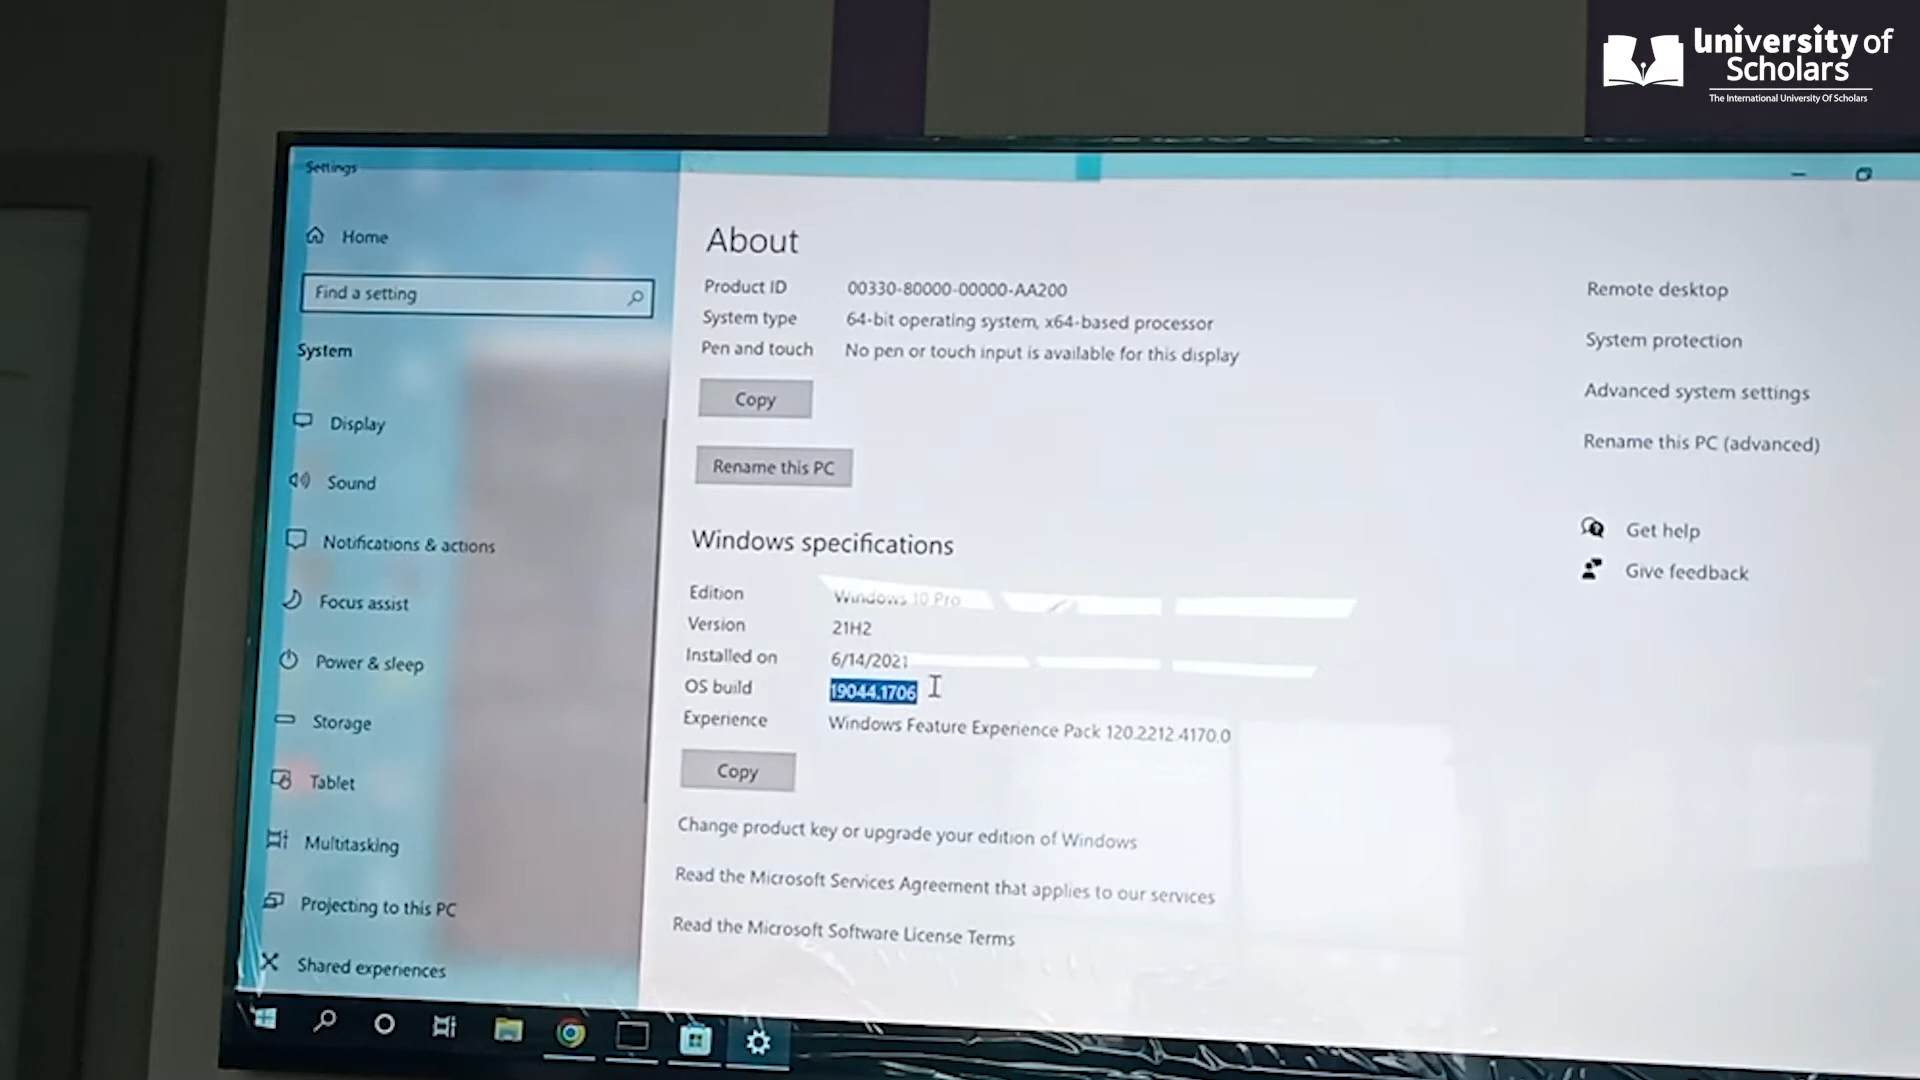 University of
Scholars
The International University Of Scholars
Settings
Home
Find a setting
System
Display
Sound
Notifications & actions
Focus assist
Power & sleep
Storage
Tablet
Multitasking
Projecting to this PC
Shared experiences
About
Product ID 00330-80000-00000-AA200
System type 64-bit operating system, x64-based processor
Pen and touch No pen or touch input is available for this display
Copy
Rename this PC
Windows specifications
Edition Windows 10 Pro
Version 21H2
Installed on 6/14/2021
OS build 19044.1706
Experience Windows Feature Experience Pack 120.2212.4170.0
Copy
Change product key or upgrade your edition of Windows
Read the Microsoft Services Agreement that applies to our services
Read the Microsoft Software License Terms
Remote desktop
System protection
Advanced system settings
Rename this PC (advanced)
Get help
Give feedback